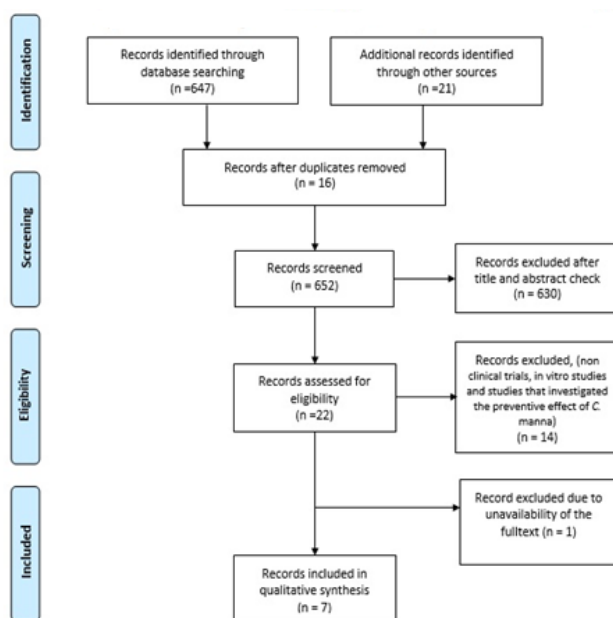 Identification
Records identified through
database searching
(n =647)
Additional records identified
through other sources
(n =21)
Records after duplicates removed
(n = 16)
Screening
Records screened
(n = 652)
Records excluded after
title and abstract check
(n = 630)
Eligibility
Records assessed for
eligibility
(n =22)
Records excluded, (non
clinical trials, in vitro studies
and studies that investigated
the preventive effect of C.
manna)
(n = 14)
Record excluded due to
unavailability of the
fulltext (n = 1)
Included
Records included in
qualitative synthesis
(n = 7)